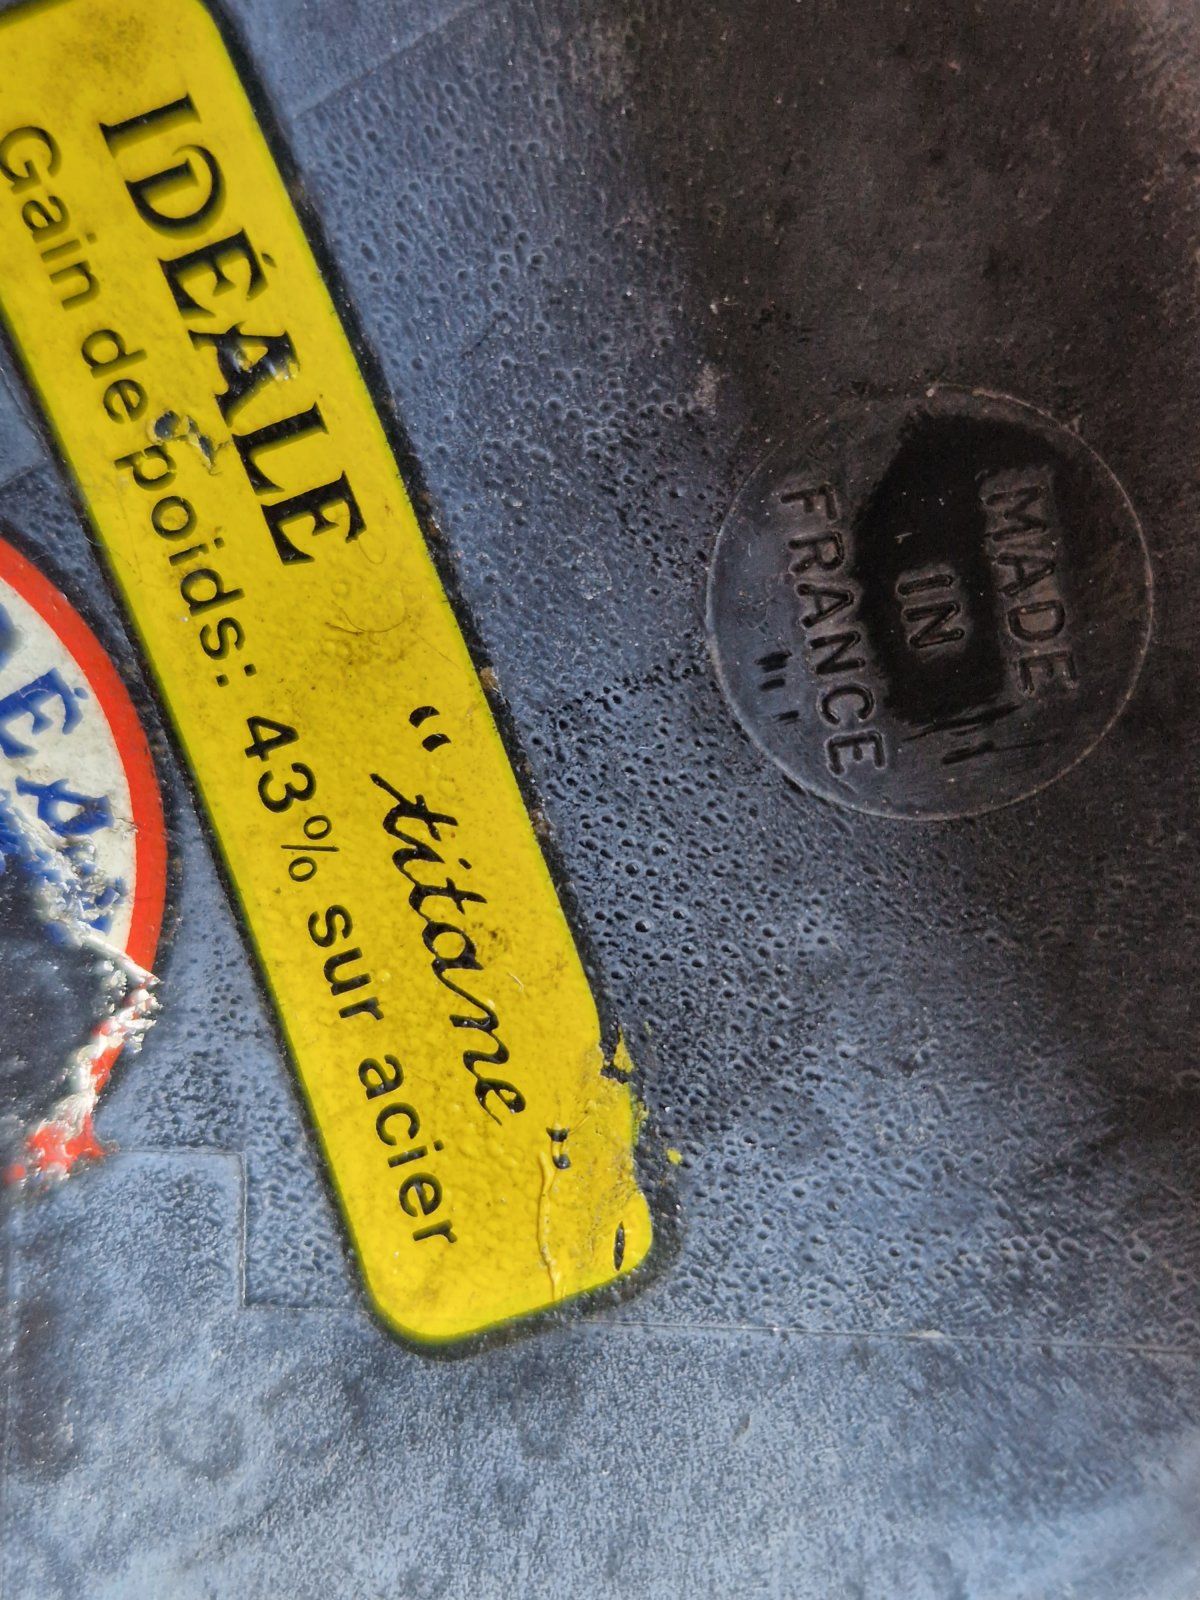 IDÉALE "titane"
Gain de poids: 43% sur acier
MADE
IN
FRANCE